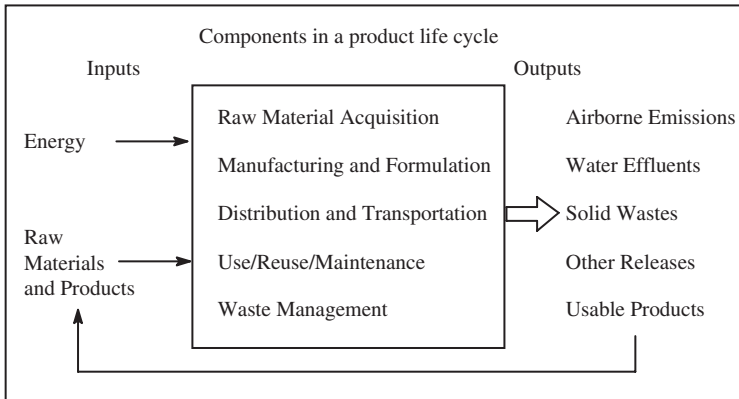 Components in a product life cycle
Inputs
Outputs
Energy
Raw
Materials
and Products
Raw Material Acquisition
Manufacturing and Formulation
Distribution and Transportation
Use/Reuse/Maintenance
Waste Management
Airborne Emissions
Water Effluents
Solid Wastes
Other Releases
Usable Products